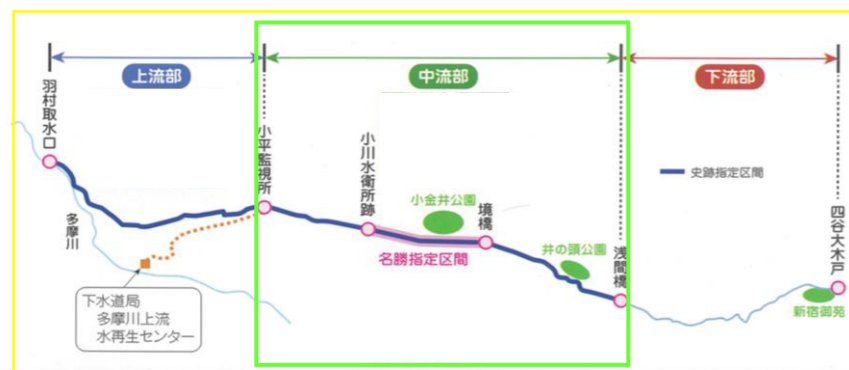 上流部
中流部
下流部
羽村取水口
小平監視所
小川水衛所跡
小金井公園
境橋
史跡指定区間
四谷大木戸
多摩川
名勝指定区間
井の頭公園
浅間橋
新宿御苑
下水道局
多摩川上流
水再生センター